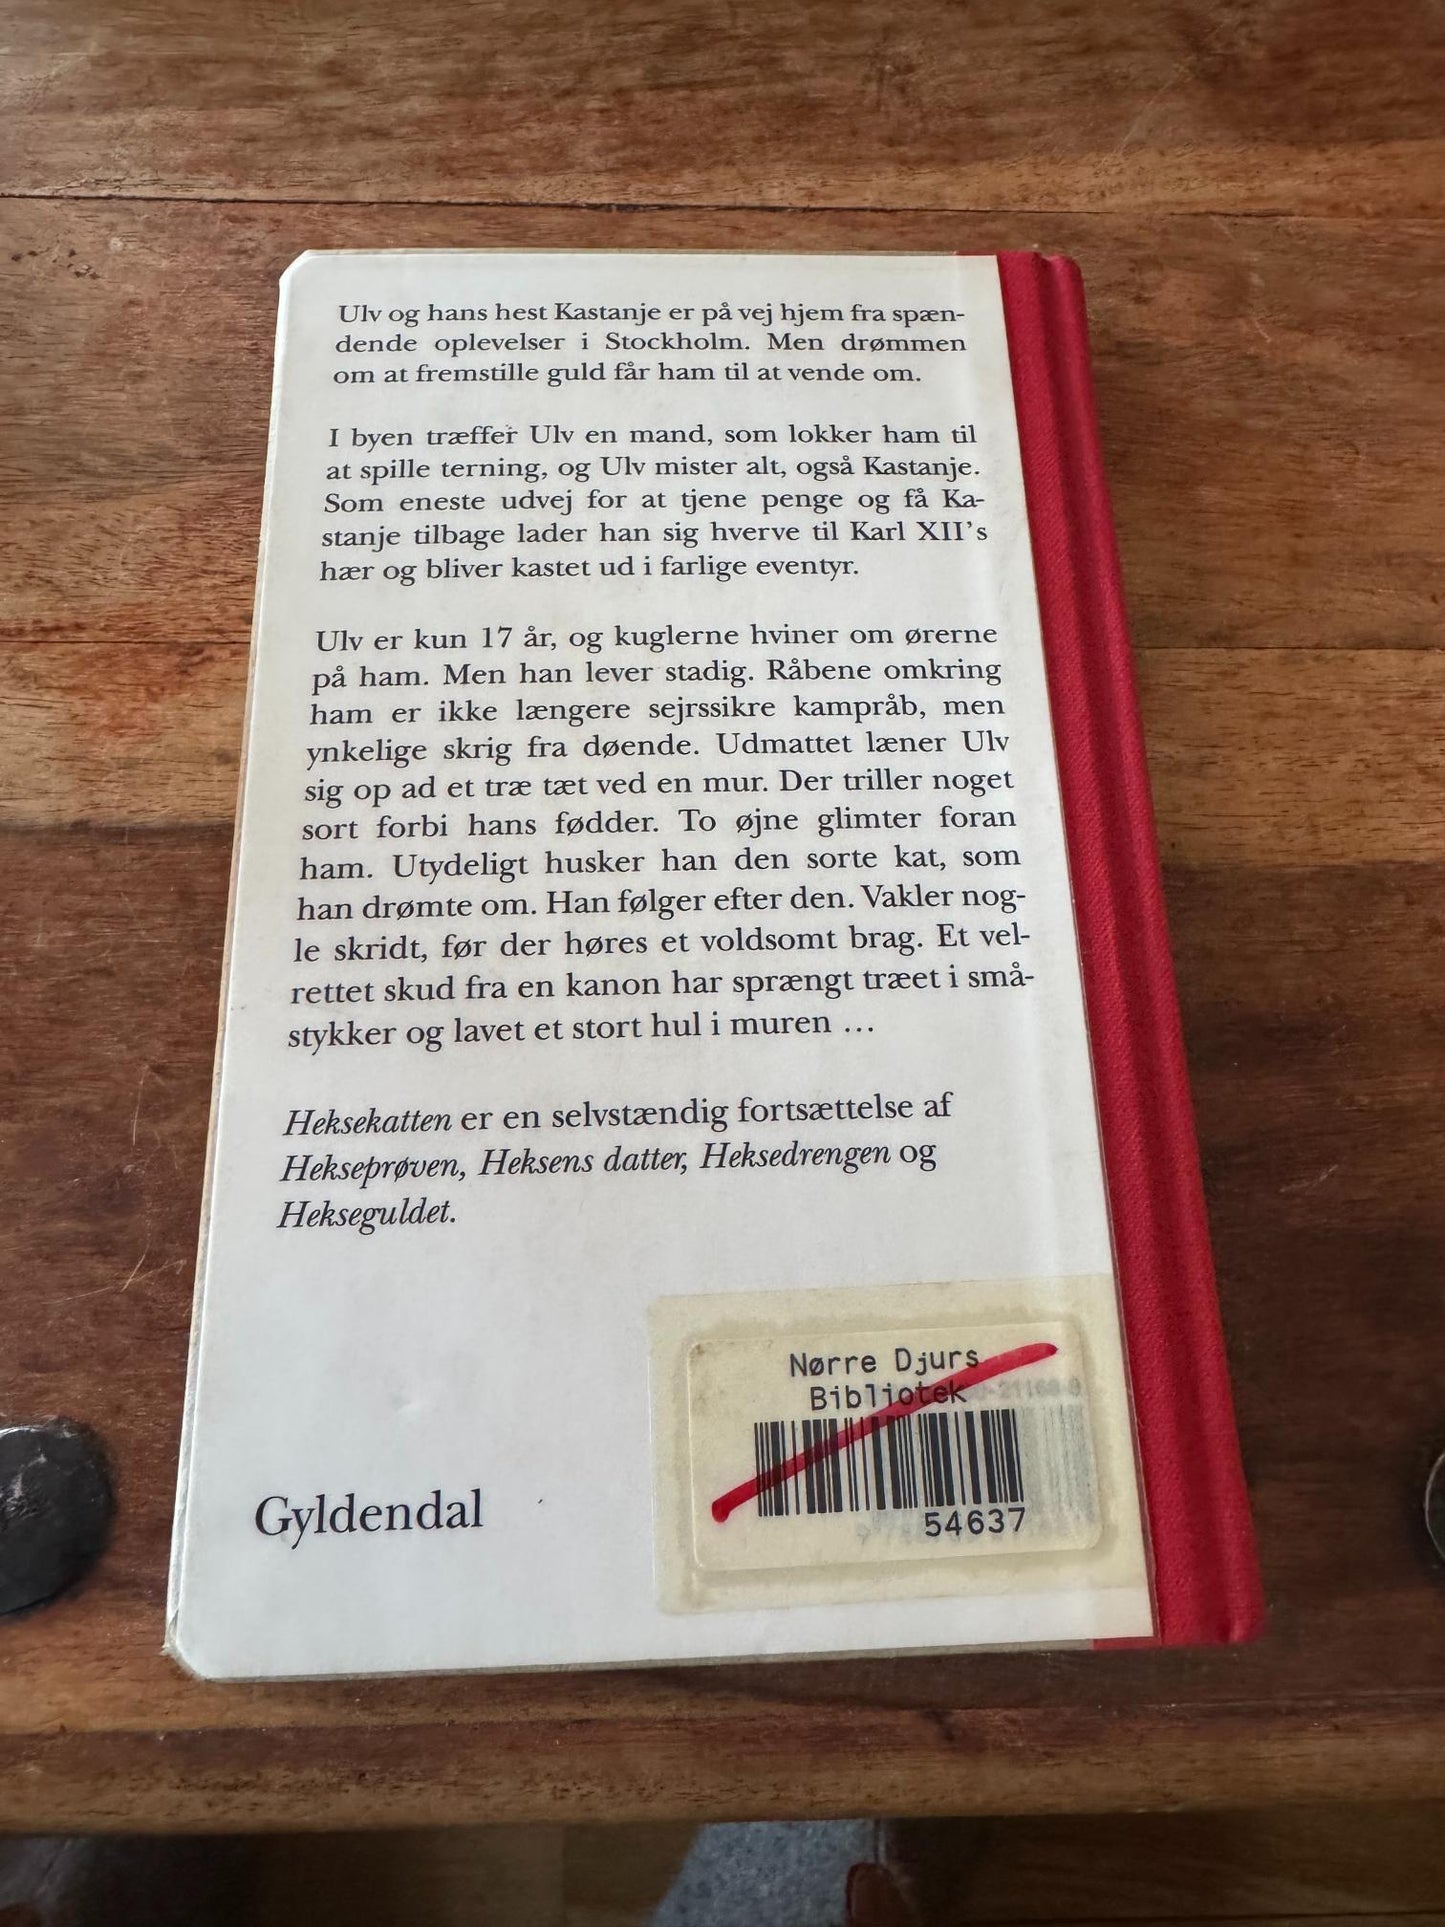 Ulv og hans hest Kastanje er på vej hjem fra spæn-
dende oplevelser i Stockholm. Men drømmen
om at fremstille guld får ham til at vende om.
I byen træffer Ulv en mand, som lokker ham til
at spille terning, og Ulv mister alt, også Kastanje.
Som eneste udvej for at tjene penge og få Ka-
stanje tilbage lader han sig hverve til Karl XII's
hær og bliver kastet ud i farlige eventyr.
Ulv er kun 17 år, og kuglerne hviner om ørerne
på ham. Men han lever stadig. Råbene omkring
ham er ikke længere sejrssikre kampråb, men
ynkelige skrig fra døende. Udmattet læner Ulv
sig op ad et træ tæt ved en mur. Der triller noget
sort forbi hans fødder. To øjne glimter foran
ham. Utydeligt husker han den sorte kat, som
han drømte om. Han følger efter den. Vakler nog-
le skridt, før der høres et voldsomt brag. Et vel-
rettet skud fra en kanon har sprængt træet i små-
stykker og lavet et stort hul i muren ...
Heksekatten er en selvstændig fortsættelse af
Hekseprøven, Heksens datter, Heksedrengen og
Hekseguldet.
Nørre Djurs
Bibliotek
54637
Gyldendal